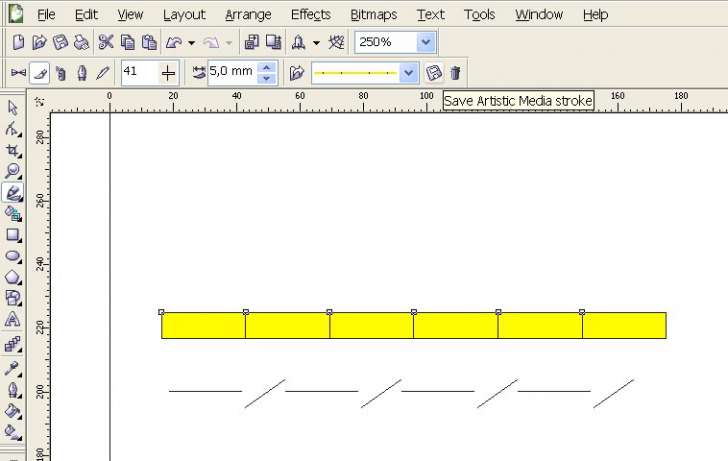 File Edit View Layout Arrange Effects Bitmaps Text Tools Window Help
250%
41 5,0 mm
Save Artistic Media stroke
0 20 40 60 80 100 160 180
280
260
240
220
200
180